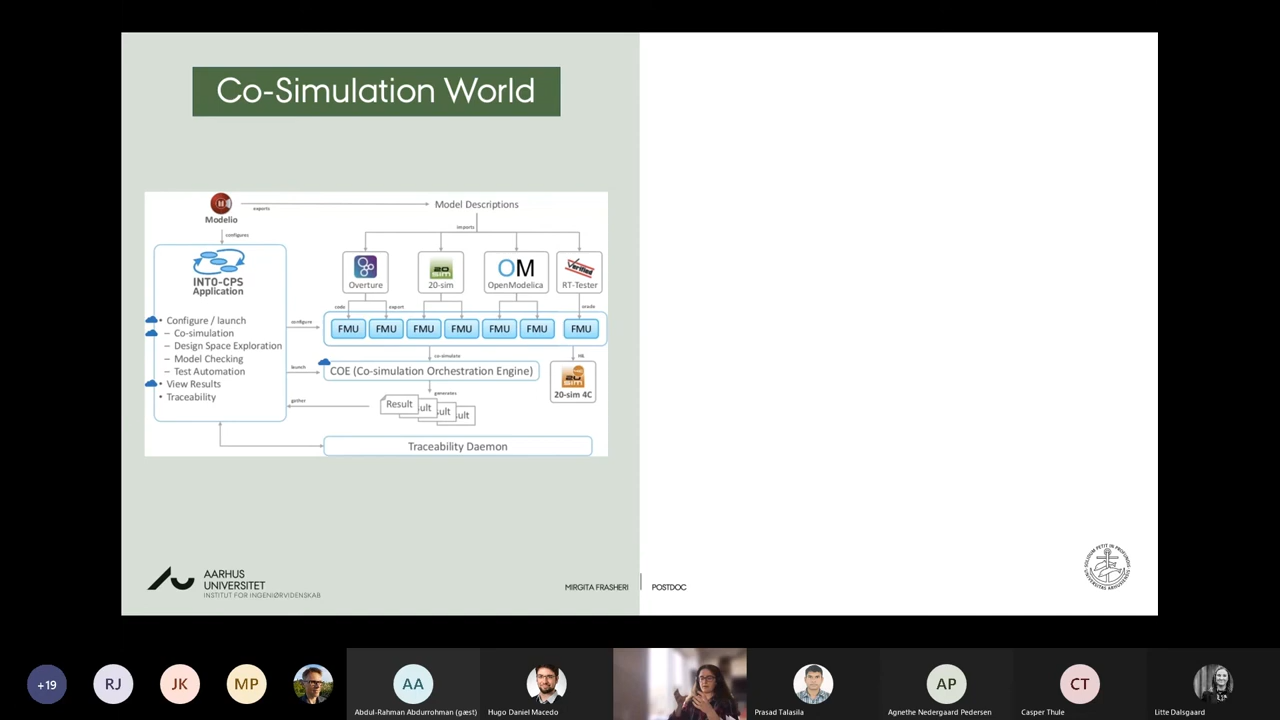 Co-Simulation World
Modelio
exports
Model Descriptions
configures
imports
INTO-CPS
Application
Overture
20
sim
20-sim
OM
OpenModelica
Verified
RT-Tester
code
export
• Configure / launch
– Co-simulation
– Design Space Exploration
– Model Checking
– Test Automation
• View Results
• Traceability
configure
FMU FMU FMU FMU FMU FMU FMU
co-simulate
launch
COE (Co-simulation Orchestration Engine)
20-sim 4C
generates
gather
Result ult ult ult
Traceability Daemon
AARHUS
UNIVERSITET
INSTITUT FOR INGENIØRVIDENSKAB
MIRGITA FRASHERI POSTDOC
+19 RJ JK MP AA AP CT
Abdul-Rahman Abdurrohman (gæst) Hugo Daniel Macedo Prasad Talasila Agnethe Nedergaard Pedersen Casper Thule Litte Dalsgaard